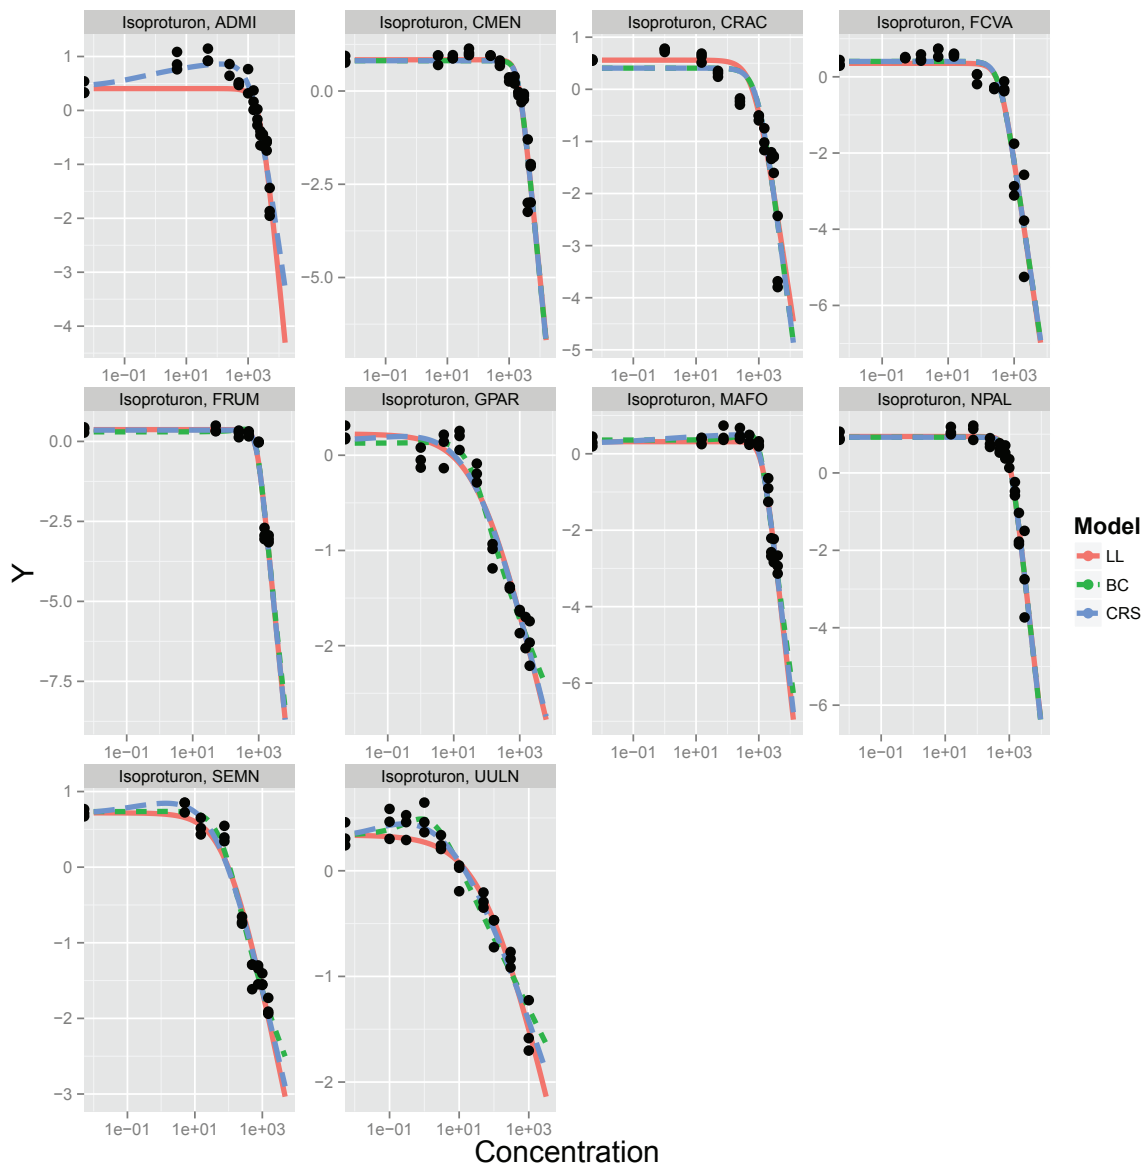 Isoproturon, ADMI
Isoproturon, CMEN
Isoproturon, CRAC
Isoproturon, FCVA
1
0
−1
−2
−3
−4
0.0
−2.5
−5.0
1
0
−1
−2
−3
−4
−5
0
−2
−4
−6
1e−01 1e+01 1e+03
1e−01 1e+01 1e+03
1e−01 1e+01 1e+03
1e−01 1e+01 1e+03
Isoproturon, FRUM
Isoproturon, GPAR
Isoproturon, MAFO
Isoproturon, NPAL
0.0
−2.5
−5.0
−7.5
0
−1
−2
0
−2
−4
−6
0
−2
−4
−6
1e−01 1e+01 1e+03
1e−01 1e+01 1e+03
1e−01 1e+01 1e+03
1e−01 1e+01 1e+03
Isoproturon, SEMN
Isoproturon, UULN
1
0
−1
−2
−3
0
−1
−2
1e−01 1e+01 1e+03
1e−01 1e+01 1e+03
Y
Concentration
Model
LL
BC
CRS